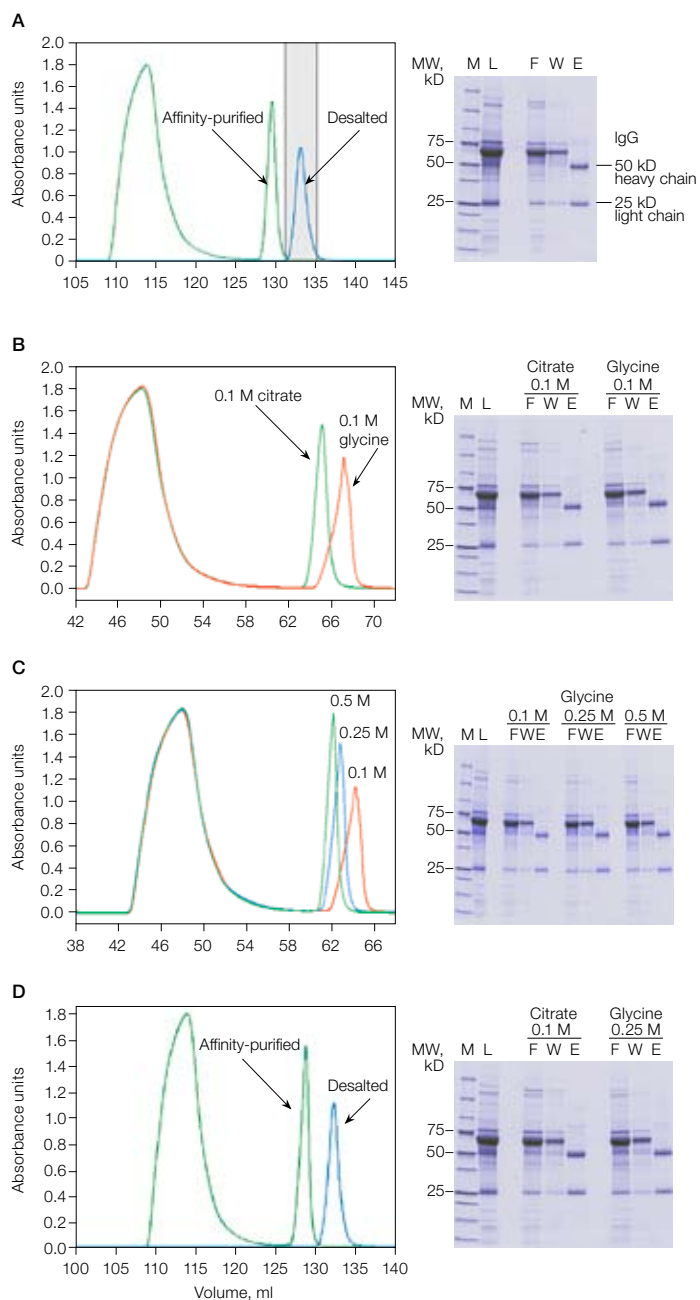 A
Absorbance units
2.0
1.8
1.6
1.4
1.2
1.0
0.8
0.6
0.4
0.2
0
105 110 115 120 125 130 135 140 145
Affinity-purified
Desalted
MW, kD
M L F W E
75
50
25
IgG
50 kD
heavy chain
25 kD
light chain
B
Absorbance units
2.0
1.8
1.6
1.4
1.2
1.0
0.8
0.6
0.4
0.2
0.0
42 46 50 54 58 62 66 70
0.1 M citrate
0.1 M
glycine
Citrate Glycine
0.1 M 0.1 M
MW, kD
M L F W E F W E
75
50
25
C
Absorbance units
2.0
1.8
1.6
1.4
1.2
1.0
0.8
0.6
0.4
0.2
0.0
38 42 46 50 54 58 62 66
0.5 M
0.25 M
0.1 M
Glycine
0.1 M 0.25 M 0.5 M
MW, kD
M L FWE FWE FWE
75
50
25
D
Absorbance units
1.8
1.6
1.4
1.2
1.0
0.8
0.6
0.4
0.2
0.0
100 105 110 115 120 125 130 135 140
Volume, ml
Affinity-purified
Desalted
Citrate Glycine
0.1 M 0.25 M
MW, kD
M L F W E F W E
75
50
25